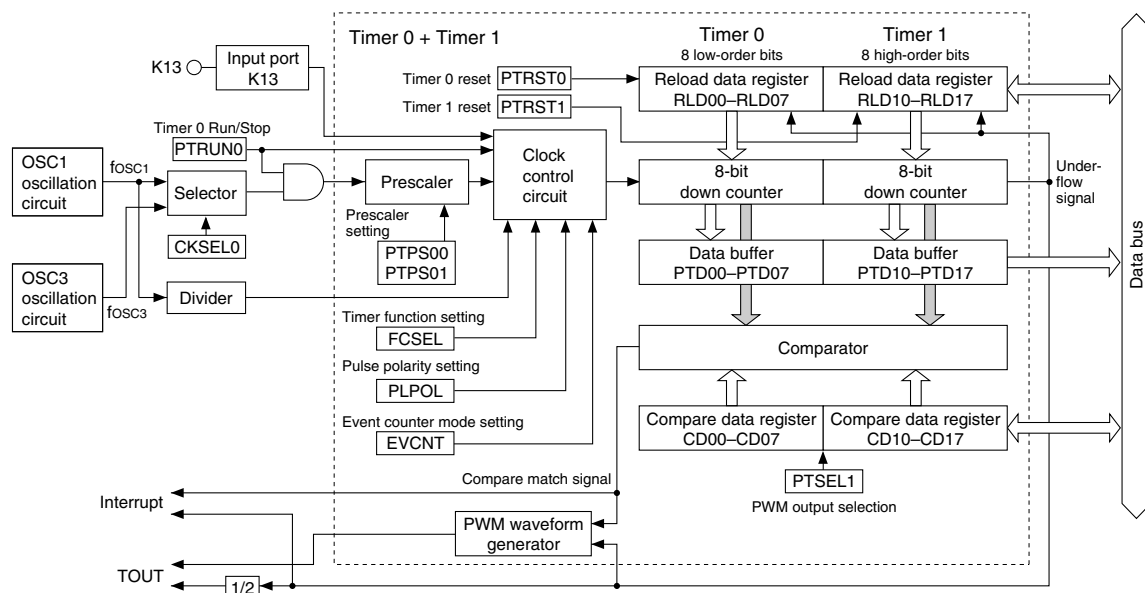 Timer 0 + Timer 1
Timer 0
8 low-order bits
Timer 1
8 high-order bits
K13
Input port
K13
Timer 0 reset
PTRST0
Timer 1 reset
PTRST1
Reload data register
RLD00–RLD07
Reload data register
RLD10–RLD17
Timer 0 Run/Stop
PTRUN0
OSC1
oscillation
circuit
fOSC1
Selector
CKSEL0
Prescaler
Prescaler
setting
PTPS00
PTPS01
Clock
control
circuit
8-bit
down counter
8-bit
down counter
Under-
flow
signal
Data buffer
PTD00–PTD07
Data buffer
PTD10–PTD17
Data bus
OSC3
oscillation
circuit
fOSC3
Divider
Timer function setting
FCSEL
Pulse polarity setting
PLPOL
Event counter mode setting
EVCNT
Comparator
Compare data register
CD00–CD07
Compare data register
CD10–CD17
PTSEL1
PWM output selection
Compare match signal
Interrupt
PWM waveform
generator
TOUT
1/2